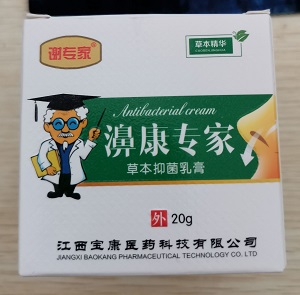 谢专家
草本精华
Antibacterial cream
濞康专家
草本抑菌乳膏
外 20g
江西宝康医药科技有限公司
JIANGXI BAOKANG PHARMACEUTICAL TECHNOLOGY CO. LTD